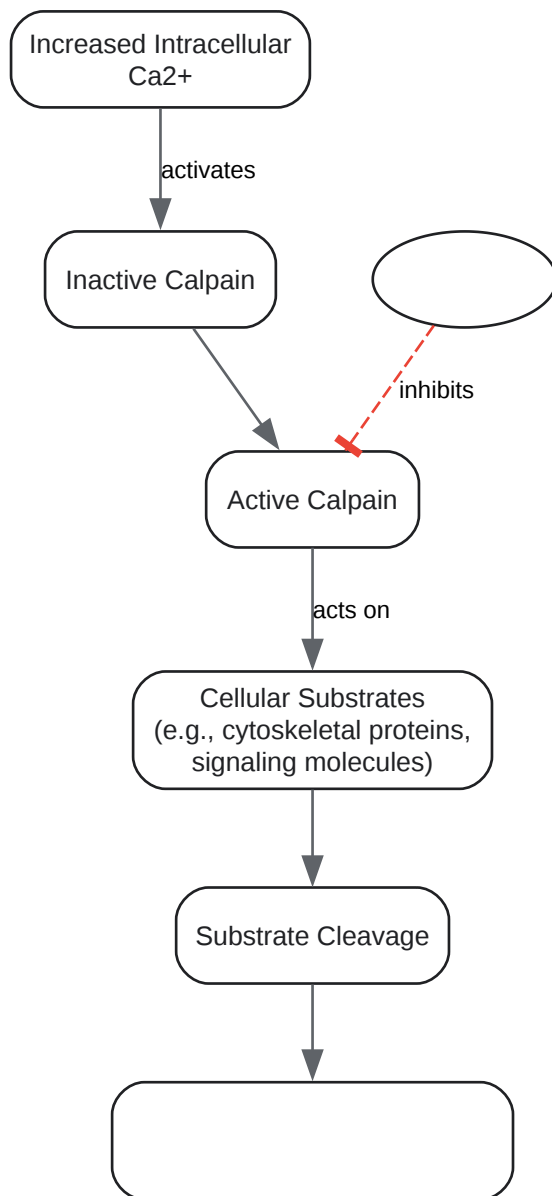 Increased Intracellular
Ca2+
activates
Inactive Calpain
inhibits
Active Calpain
acts on
Cellular Substrates
(e.g., cytoskeletal proteins,
signaling molecules)
Substrate Cleavage